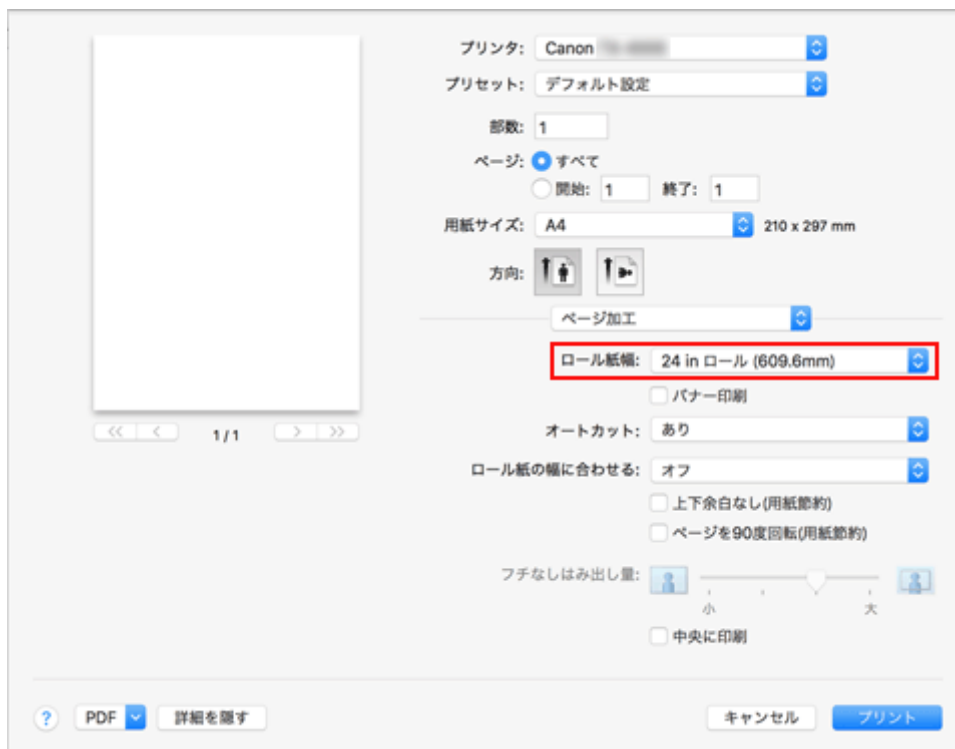 プリンタ: Canon
プリセット: デフォルト設定
部数: 1
ページ: すべて
開始: 1 終了: 1
用紙サイズ: A4 210 x 297 mm
方向:
ページ加工
ロール紙幅: 24 in ロール (609.6mm)
バナー印刷
オートカット: あり
ロール紙の幅に合わせる: オフ
上下余白なし(用紙節約)
ページを90度回転(用紙節約)
フチなしはみ出し量:
小 大
中央に印刷
1 / 1
? PDF 詳細を隠す キャンセル プリント